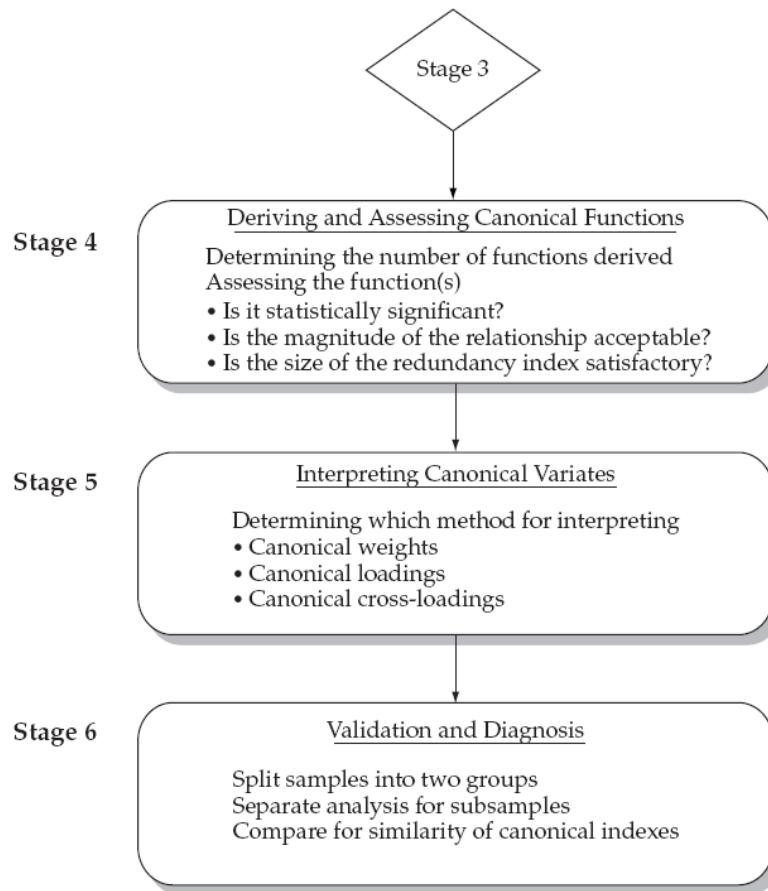 Stage 3
Stage 4
Deriving and Assessing Canonical Functions
Determining the number of functions derived
Assessing the function(s)
• Is it statistically significant?
• Is the magnitude of the relationship acceptable?
• Is the size of the redundancy index satisfactory?
Stage 5
Interpreting Canonical Variates
Determining which method for interpreting
• Canonical weights
• Canonical loadings
• Canonical cross-loadings
Stage 6
Validation and Diagnosis
Split samples into two groups
Separate analysis for subsamples
Compare for similarity of canonical indexes